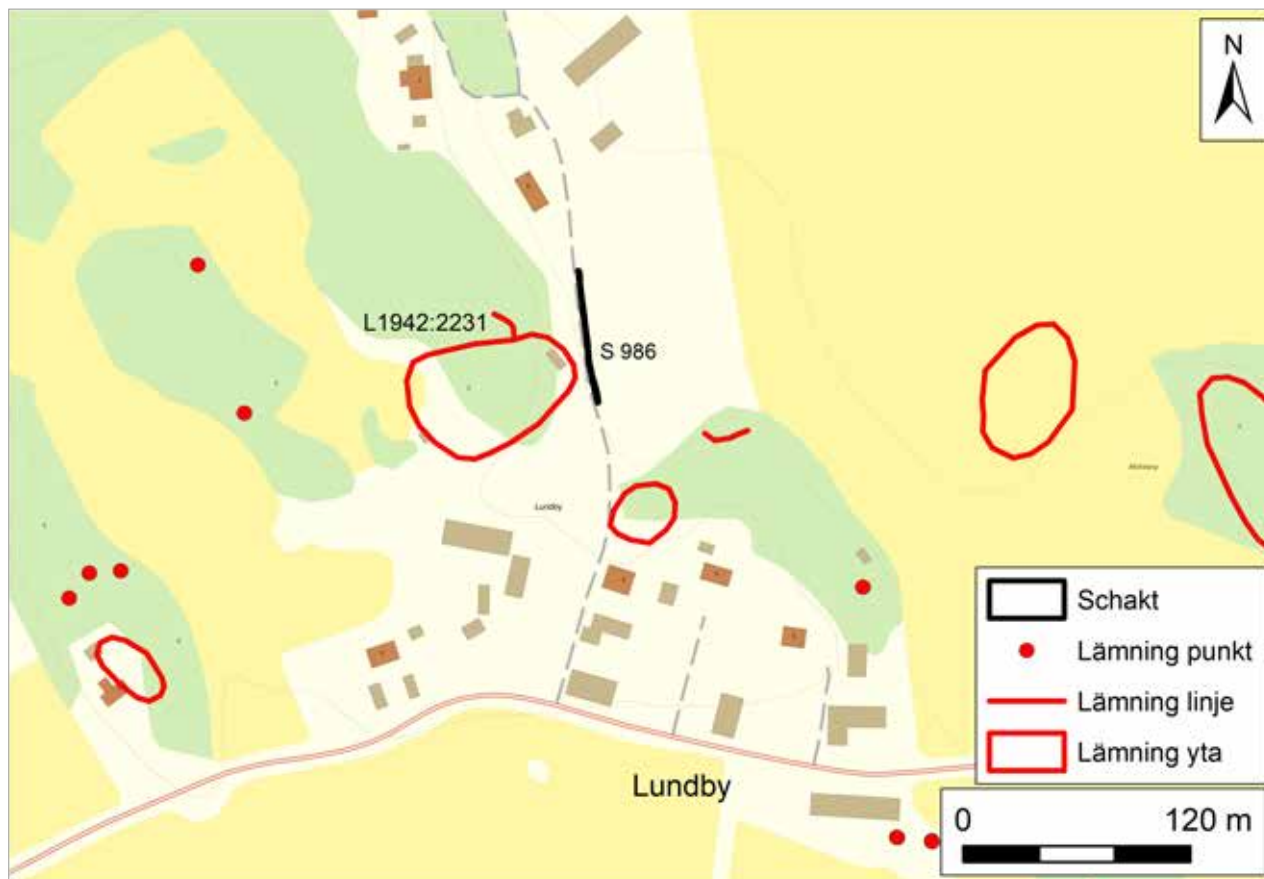 N
L1942:2231
S 986
Lundby
Schakt
Lämning punkt
Lämning linje
Lämning yta
Lundby
0 120 m